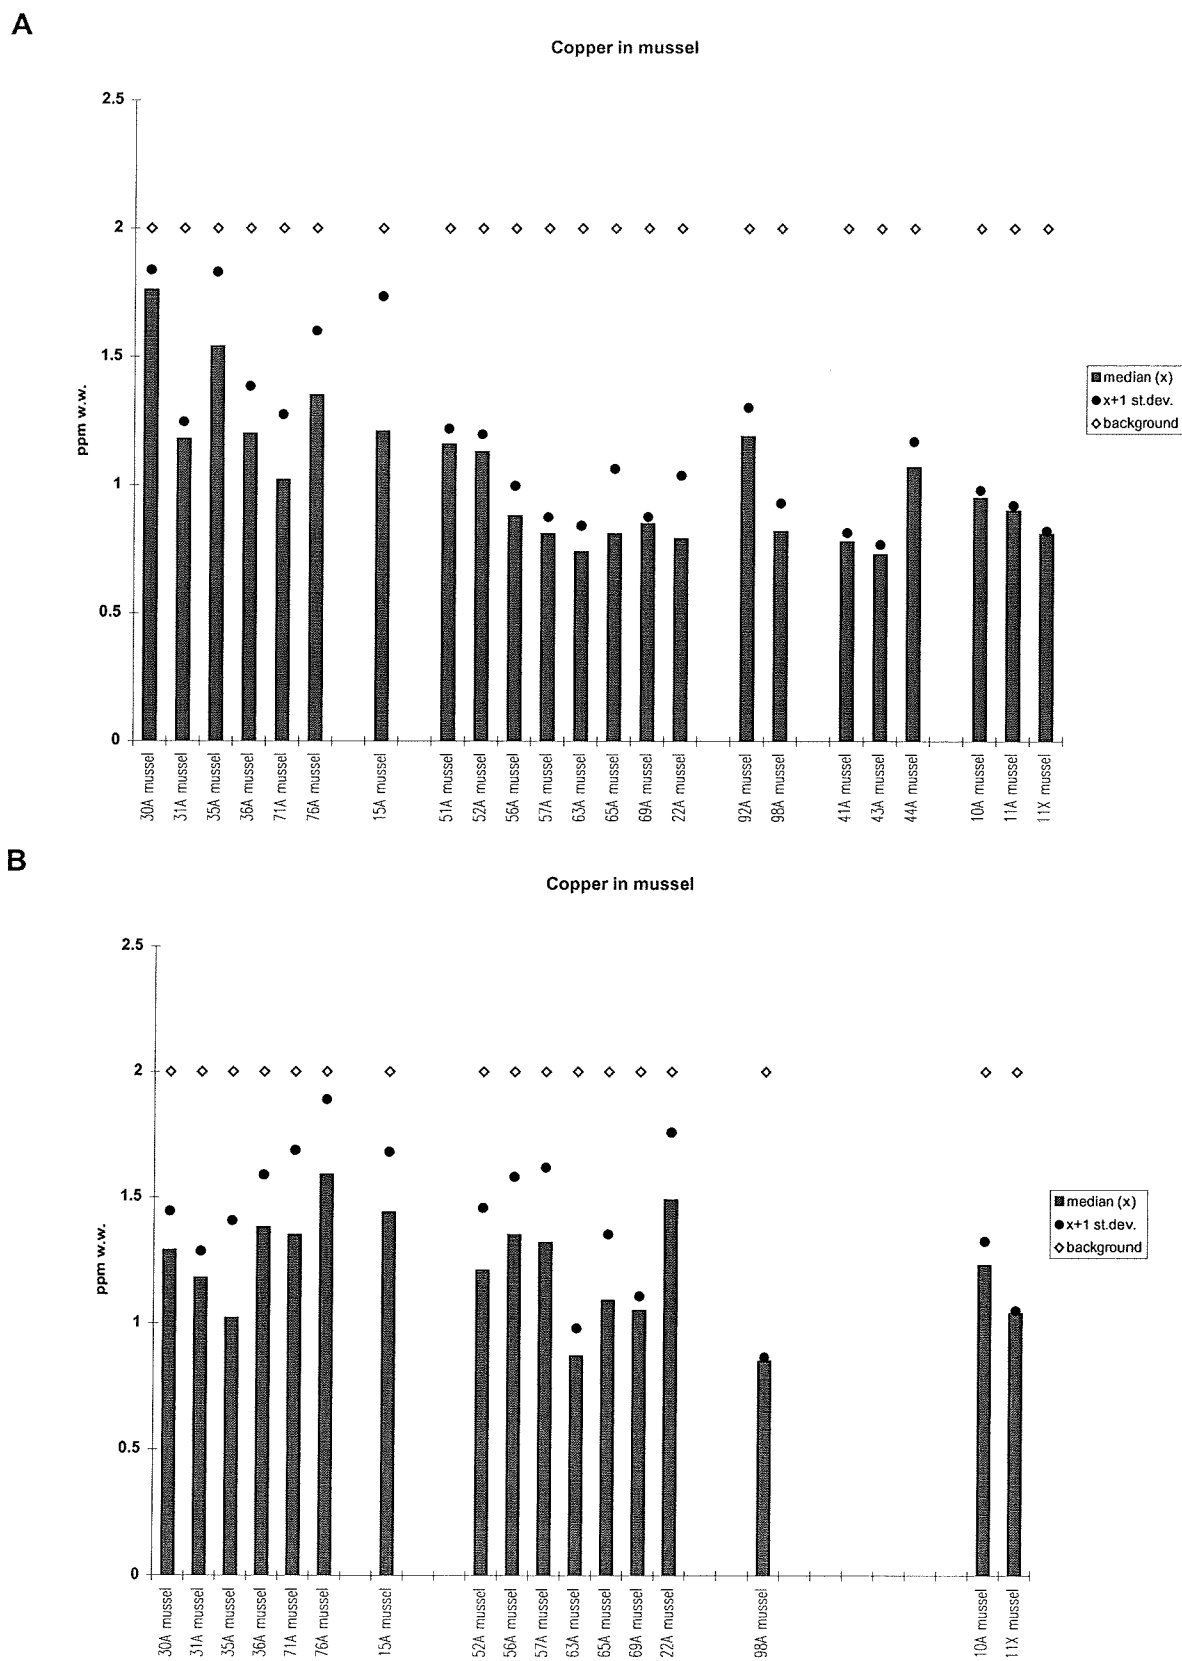 A
Copper in mussel
2.5
2
1.5
1
0.5
0
ppm w.w.
30A mussel
31A mussel
35A mussel
36A mussel
71A mussel
76A mussel
15A mussel
51A mussel
52A mussel
56A mussel
57A mussel
63A mussel
65A mussel
69A mussel
22A mussel
92A mussel
98A mussel
41A mussel
43A mussel
44A mussel
10A mussel
11A mussel
11X mussel
median (x)
x+1 st.dev.
background
B
Copper in mussel
2.5
2
1.5
1
0.5
0
ppm w.w.
30A mussel
31A mussel
35A mussel
36A mussel
71A mussel
76A mussel
15A mussel
52A mussel
56A mussel
57A mussel
63A mussel
65A mussel
69A mussel
22A mussel
98A mussel
10A mussel
11X mussel
median (x)
x+1 st.dev.
background